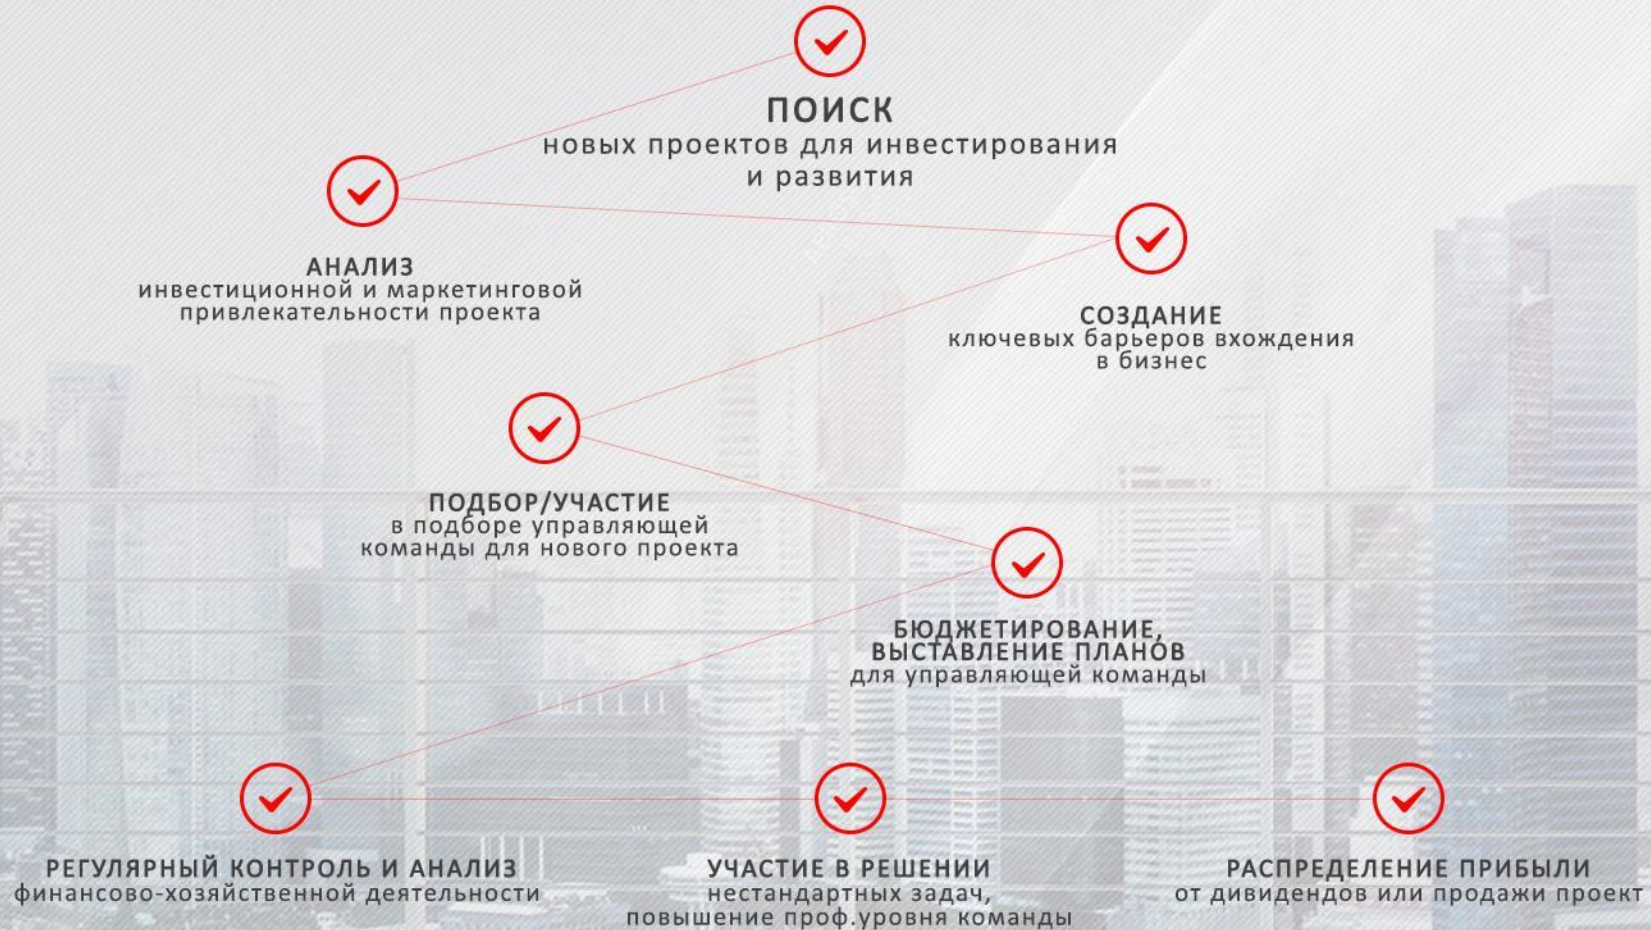 ПОИСК
новых проектов для инвестирования
и развития
АНАЛИЗ
инвестиционной и маркетинговой
привлекательности проекта
СОЗДАНИЕ
ключевых барьеров вхождения
в бизнес
ПОДБОР/УЧАСТИЕ
в подборе управляющей
команды для нового проекта
БЮДЖЕТИРОВАНИЕ,
ВЫСТАВЛЕНИЕ ПЛАНОВ
для управляющей команды
РЕГУЛЯРНЫЙ КОНТРОЛЬ И АНАЛИЗ
финансово-хозяйственной деятельности
УЧАСТИЕ В РЕШЕНИИ
нестандартных задач,
повышение проф.уровня команды
РАСПРЕДЕЛЕНИЕ ПРИБЫЛИ
от дивидендов или продажи проект